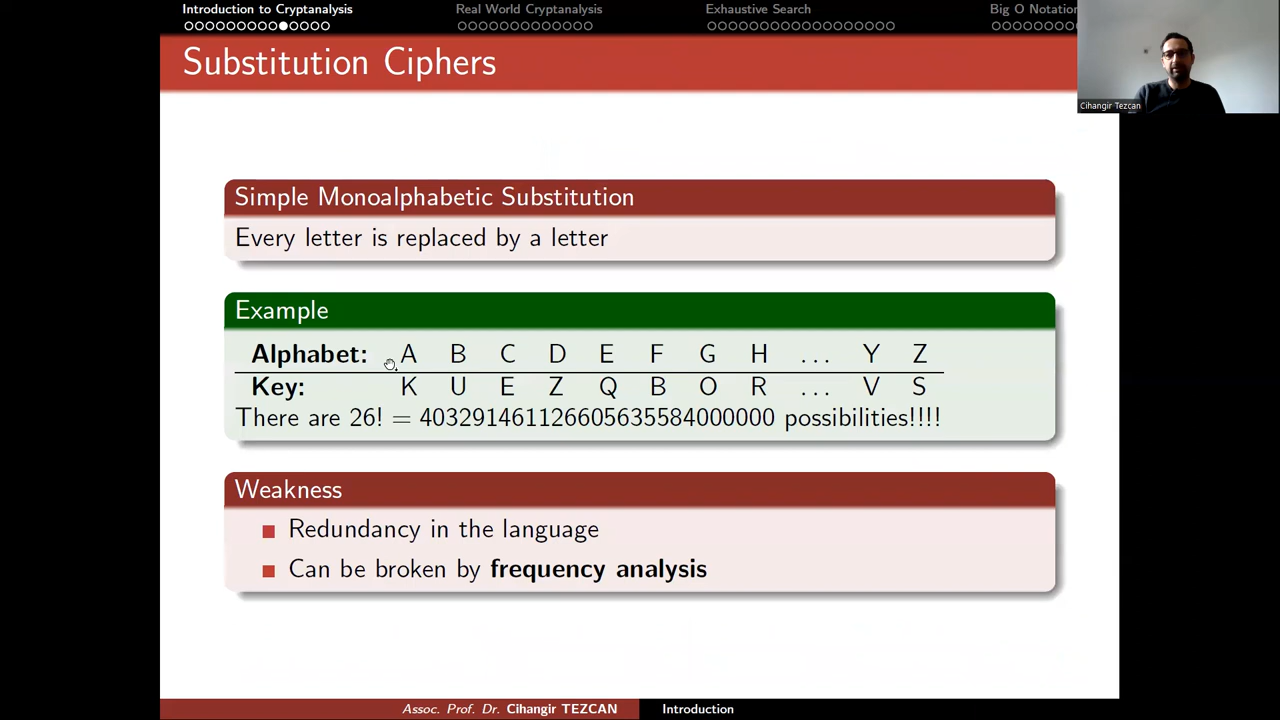 Introduction to Cryptanalysis Real World Cryptanalysis Exhaustive Search Big O Notation
Substitution Ciphers
Cihangir Tezcan
Simple Monoalphabetic Substitution
Every letter is replaced by a letter
Example
Alphabet: A B C D E F G H ... Y Z
Key: K U E Z Q B O R ... V S
There are 26! = 403291461126605635584000000 possibilities!!!!
Weakness
Redundancy in the language
Can be broken by frequency analysis
Assoc. Prof. Dr. Cihangir TEZCAN Introduction